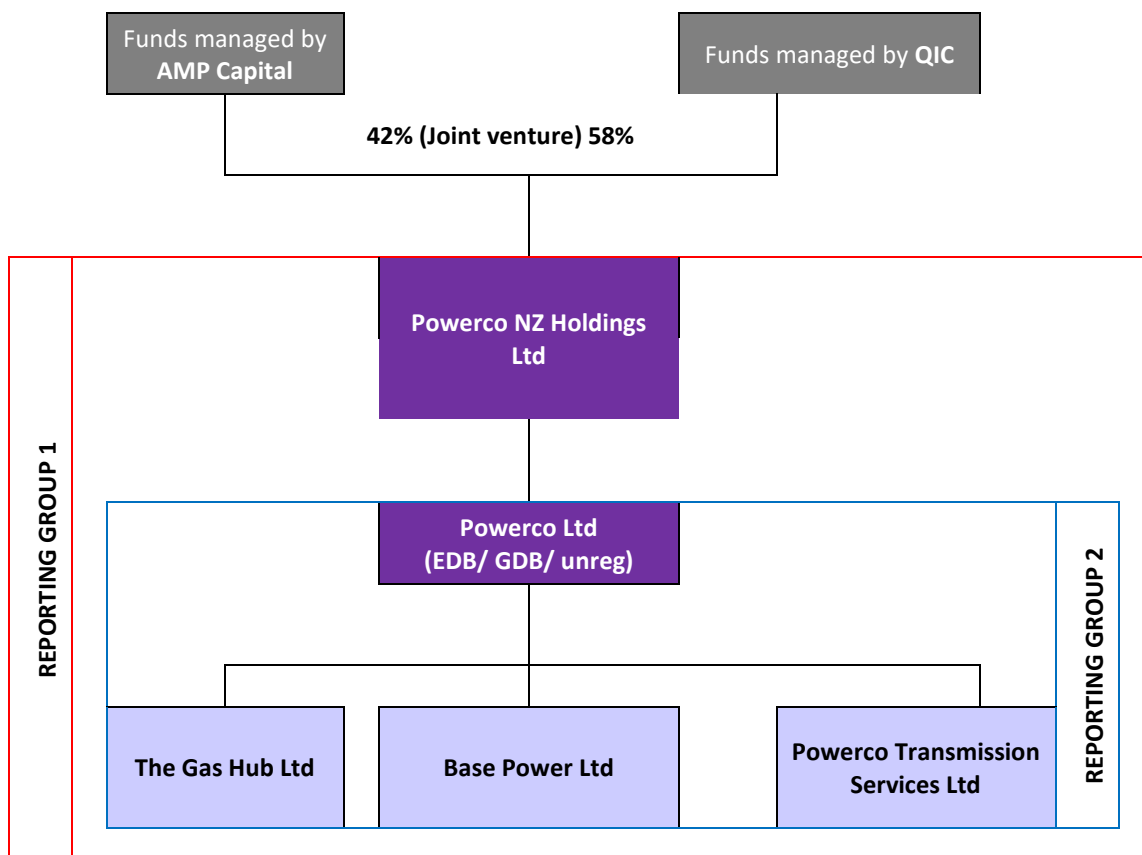 Funds managed by
AMP Capital
Funds managed by QIC
42% (Joint venture) 58%
Powerco NZ Holdings
Ltd
REPORTING GROUP 1
Powerco Ltd
(EDB/ GDB/ unreg)
REPORTING GROUP 2
The Gas Hub Ltd
Base Power Ltd
Powerco Transmission
Services Ltd